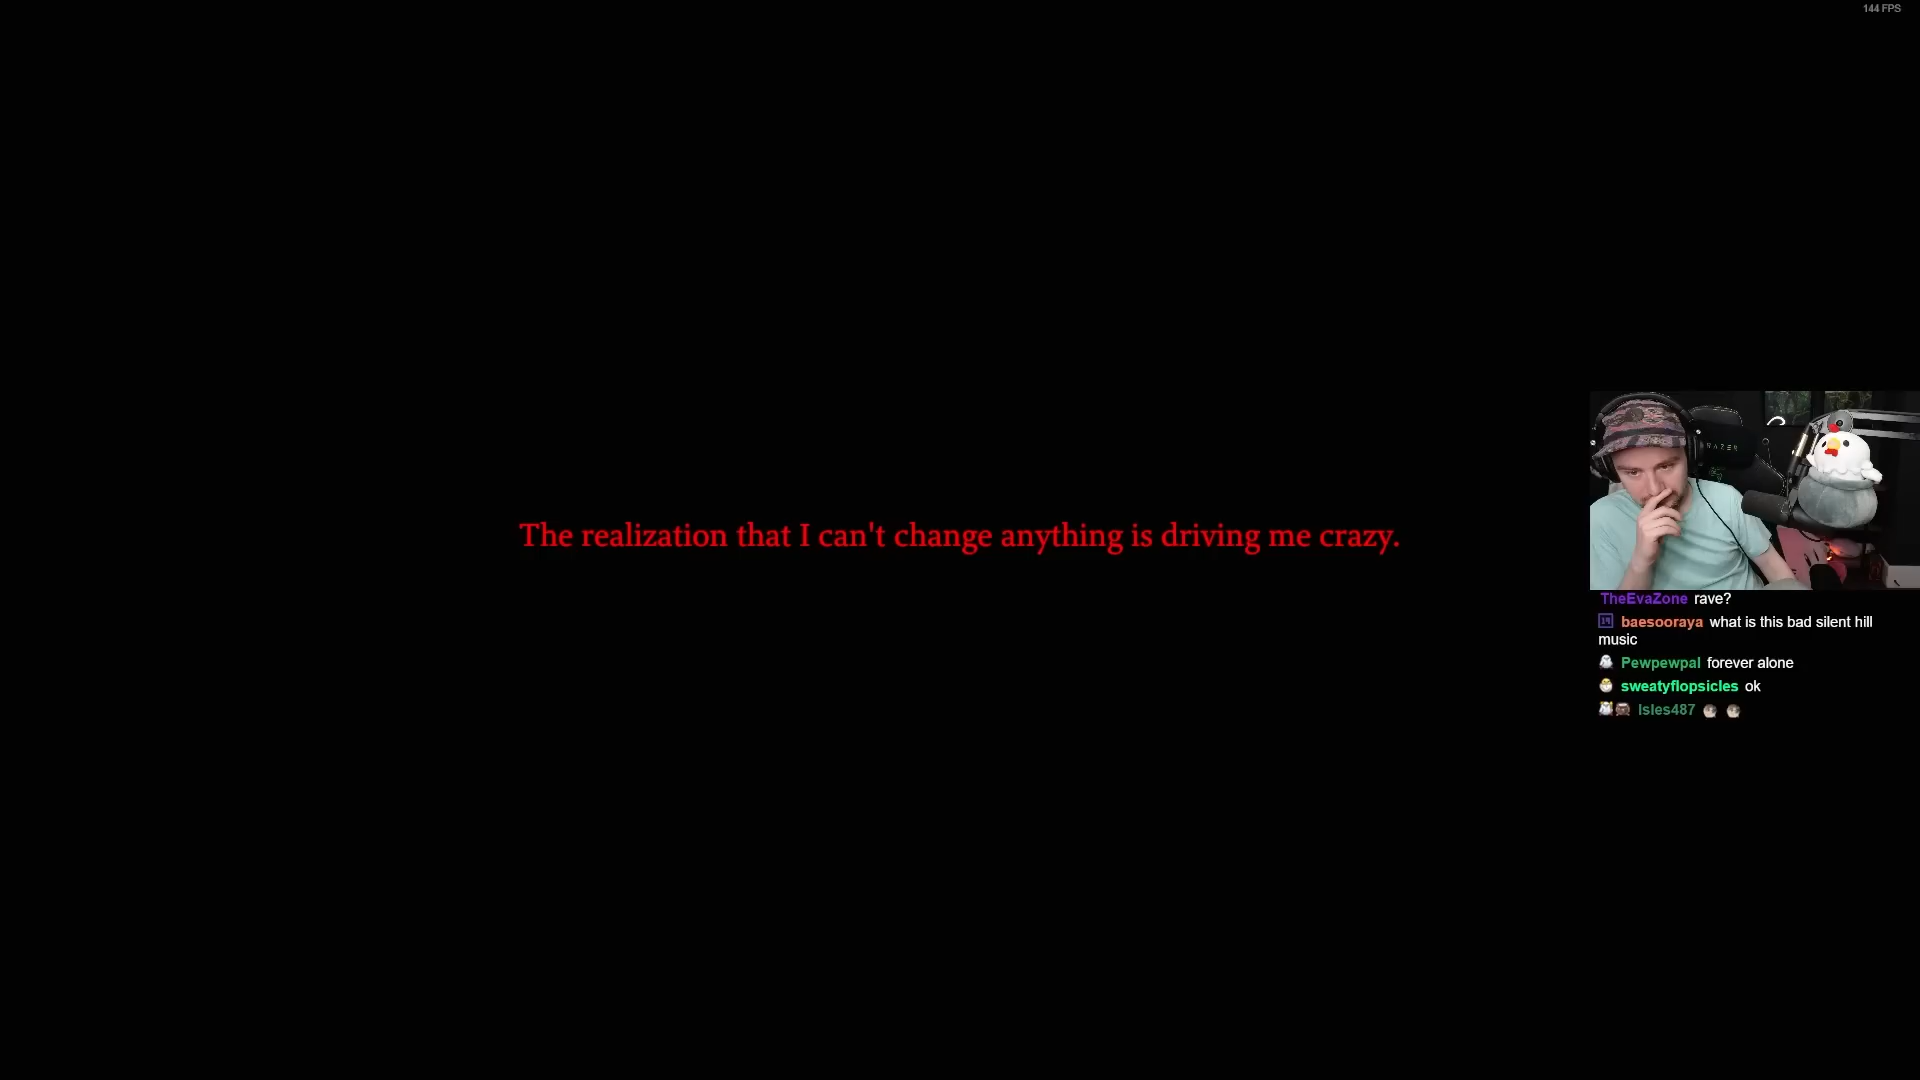 144 FPS
The realization that I can't change anything is driving me crazy.
RAZER
TheEvaZone rave?
baesooraya what is this bad silent hill
music
Pewpewpal forever alone
sweatyflopsicles ok
Isles487